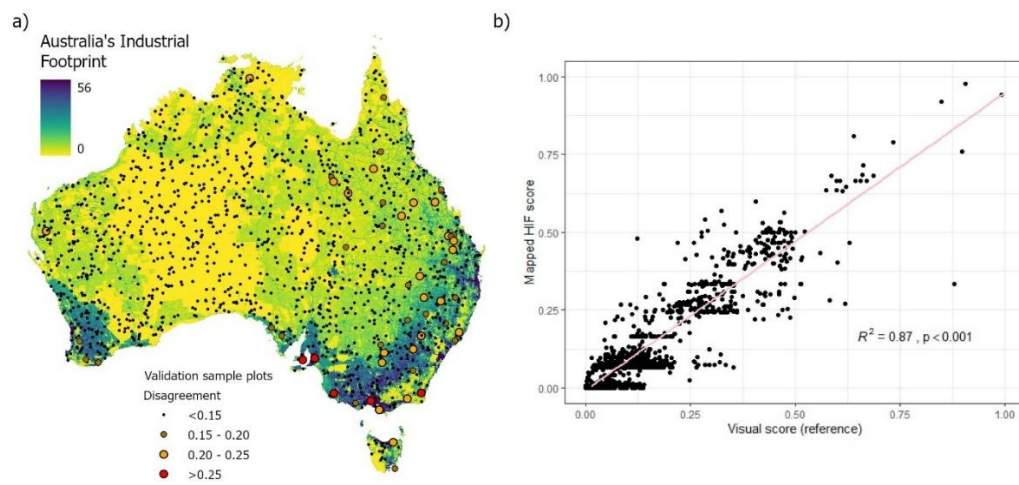 a)
Australia's Industrial
Footprint
56
0
Validation sample plots
Disagreement
<0.15
0.15 - 0.20
0.20 - 0.25
>0.25
b)
Mapped HIF score
1.00
0.75
0.50
0.25
0.00
R² = 0.87 , p<0.001
0.00 0.25 0.50 0.75 1.00
Visual score (reference)